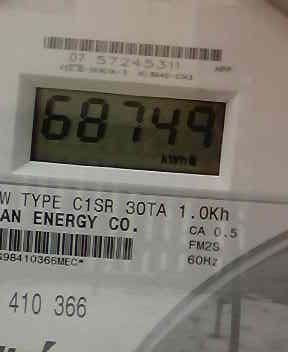 07 57245311
68749
kWh
W TYPE C1SR 30TA 1.0Kh
AN ENERGY CO.
CA 0.5
FM2S
60Hz
98410366MEC*
410 366